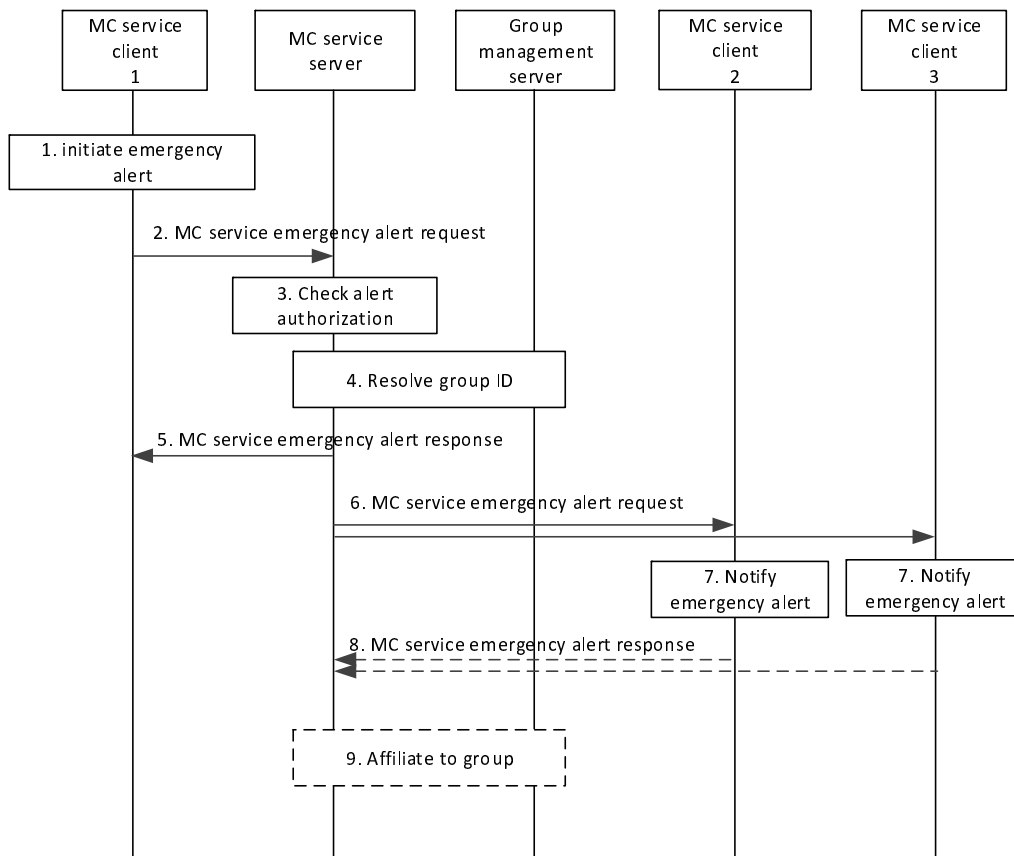 MC service
client
1
MC service
server
Group
management
server
MC service
client
2
MC service
client
3
1. initiate emergency
alert
2. MC service emergency alert request
3. Check alert
authorization
4. Resolve group ID
5. MC service emergency alert response
6. MC service emergency alert request
7. Notify
emergency alert
7. Notify
emergency alert
8. MC service emergency alert response
9. Affiliate to group